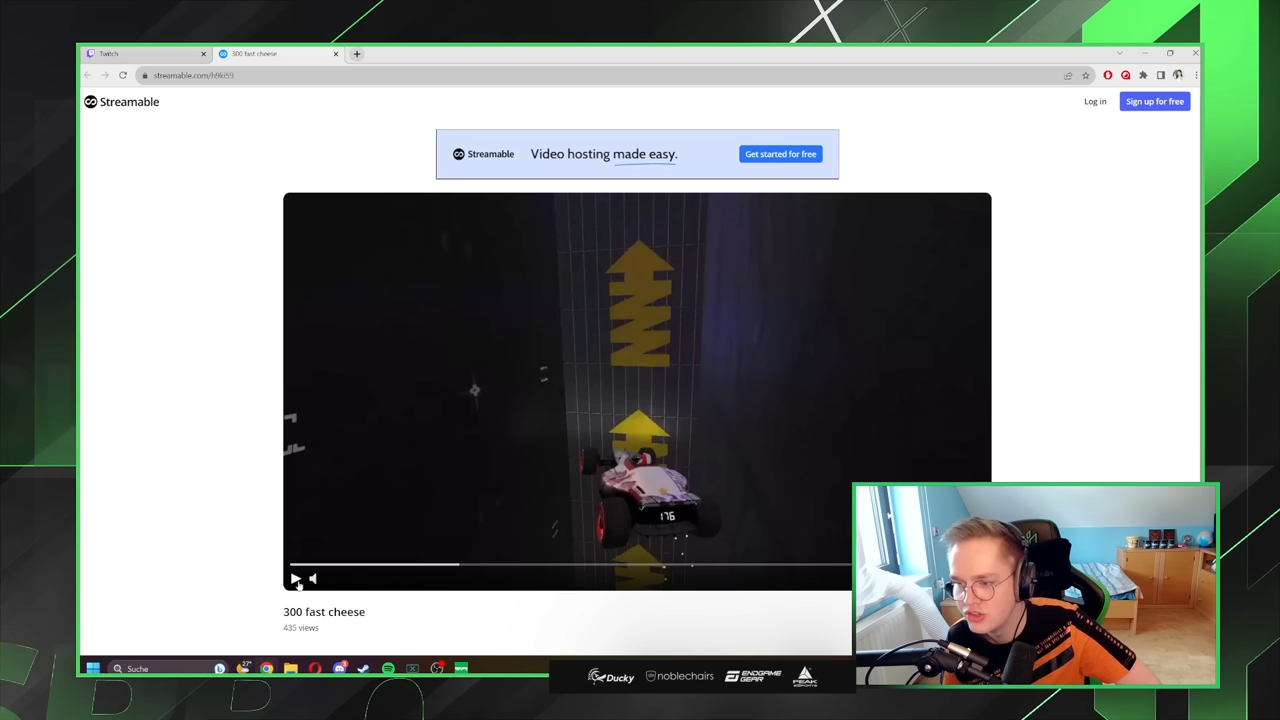 Twitch
300 fast cheese
streamable.com/h9ki59
Streamable
Log in
Sign up for free
Streamable
Video hosting made easy.
Get started for free
176
300 fast cheese
435 views
Suche
27°
Ducky
noblechairs
ENDGAME GEAR
PEAK